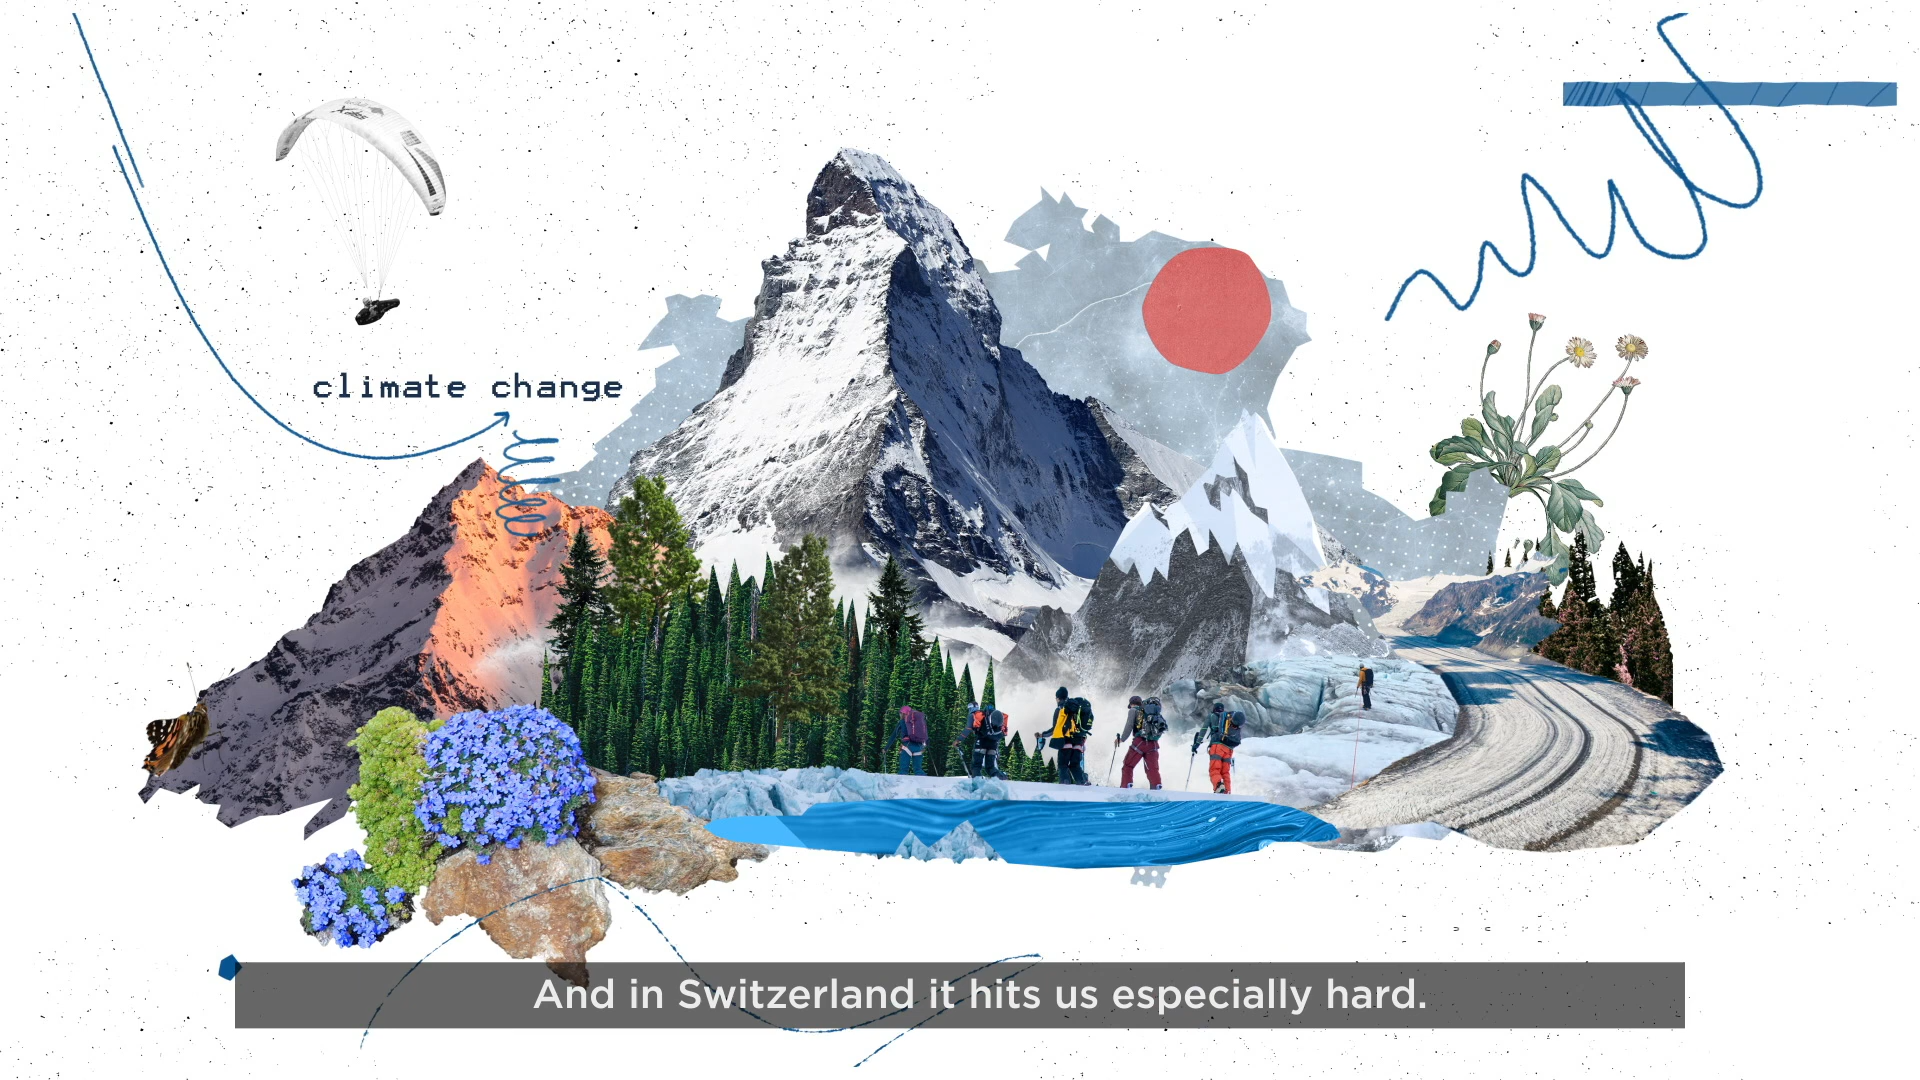 climate change
And in Switzerland it hits us especially hard.